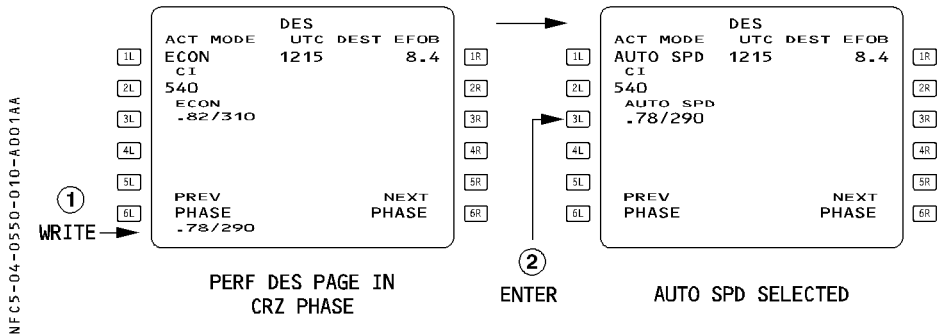 DES
ACT MODE UTC DEST EFOB
ECON 1215 8.4
CI
540
ECON
.82/310
PREV NEXT
PHASE PHASE
.78/290
1L
2L
3L
4L
5L
6L
1R
2R
3R
4R
5R
6R
1
WRITE
PERF DES PAGE IN
CRZ PHASE
DES
ACT MODE UTC DEST EFOB
AUTO SPD 1215 8.4
CI
540
AUTO SPD
.78/290
PREV NEXT
PHASE PHASE
1L
2L
3L
4L
5L
6L
1R
2R
3R
4R
5R
6R
2
ENTER
AUTO SPD SELECTED
NFC5-04-0550-010-A001AA